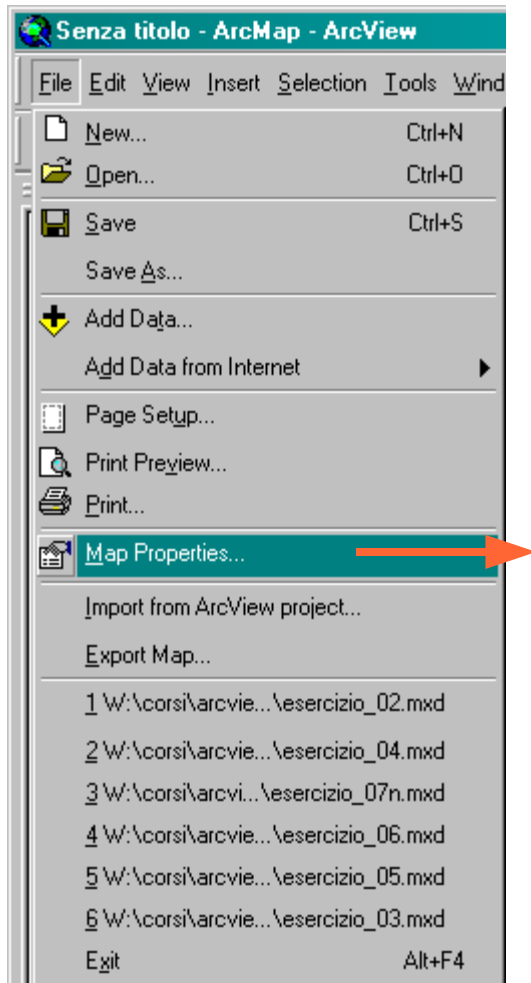 Senza titolo - ArcMap - ArcView
File Edit View Insert Selection Tools Wind
New... Ctrl+N
Open... Ctrl+O
Save Ctrl+S
Save As...
Add Data...
Add Data from Internet
Page Setup...
Print Preview...
Print...
Map Properties...
Import from ArcView project...
Export Map...
1 W:\corsi\arcvie...\esercizio_02.mxd
2 W:\corsi\arcvie...\esercizio_04.mxd
3 W:\corsi\arcvi...\esercizio_07n.mxd
4 W:\corsi\arcvie...\esercizio_06.mxd
5 W:\corsi\arcvie...\esercizio_05.mxd
6 W:\corsi\arcvie...\esercizio_03.mxd
Exit Alt+F4